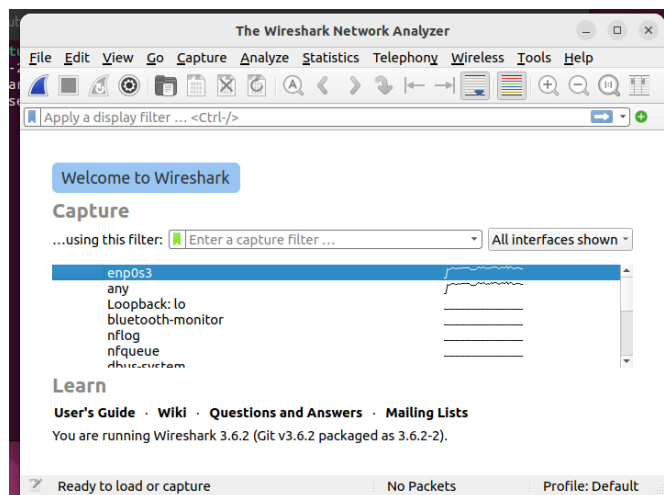 The Wireshark Network Analyzer
File Edit View Go Capture Analyze Statistics Telephony Wireless Tools Help
Apply a display filter … <Ctrl-/>
Welcome to Wireshark
Capture
…using this filter: Enter a capture filter … All interfaces shown
enp0s3
any
Loopback: lo
bluetooth-monitor
nflog
nfqueue
dbus-system
Learn
User's Guide · Wiki · Questions and Answers · Mailing Lists
You are running Wireshark 3.6.2 (Git v3.6.2 packaged as 3.6.2-2).
Ready to load or capture No Packets Profile: Default